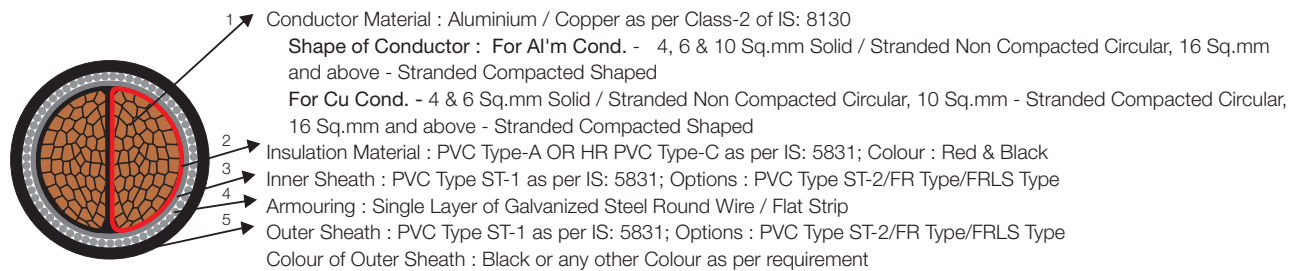 1 Conductor Material : Aluminium / Copper as per Class-2 of IS: 8130
Shape of Conductor : For Al'm Cond. - 4, 6 & 10 Sq.mm Solid / Stranded Non Compacted Circular, 16 Sq.mm
and above - Stranded Compacted Shaped
For Cu Cond. - 4 & 6 Sq.mm Solid / Stranded Non Compacted Circular, 10 Sq.mm - Stranded Compacted Circular,
16 Sq.mm and above - Stranded Compacted Shaped
2 Insulation Material : PVC Type-A OR HR PVC Type-C as per IS: 5831; Colour : Red & Black
3 Inner Sheath : PVC Type ST-1 as per IS: 5831; Options : PVC Type ST-2/FR Type/FRLS Type
4 Armouring : Single Layer of Galvanized Steel Round Wire / Flat Strip
5 Outer Sheath : PVC Type ST-1 as per IS: 5831; Options : PVC Type ST-2/FR Type/FRLS Type
Colour of Outer Sheath : Black or any other Colour as per requirement